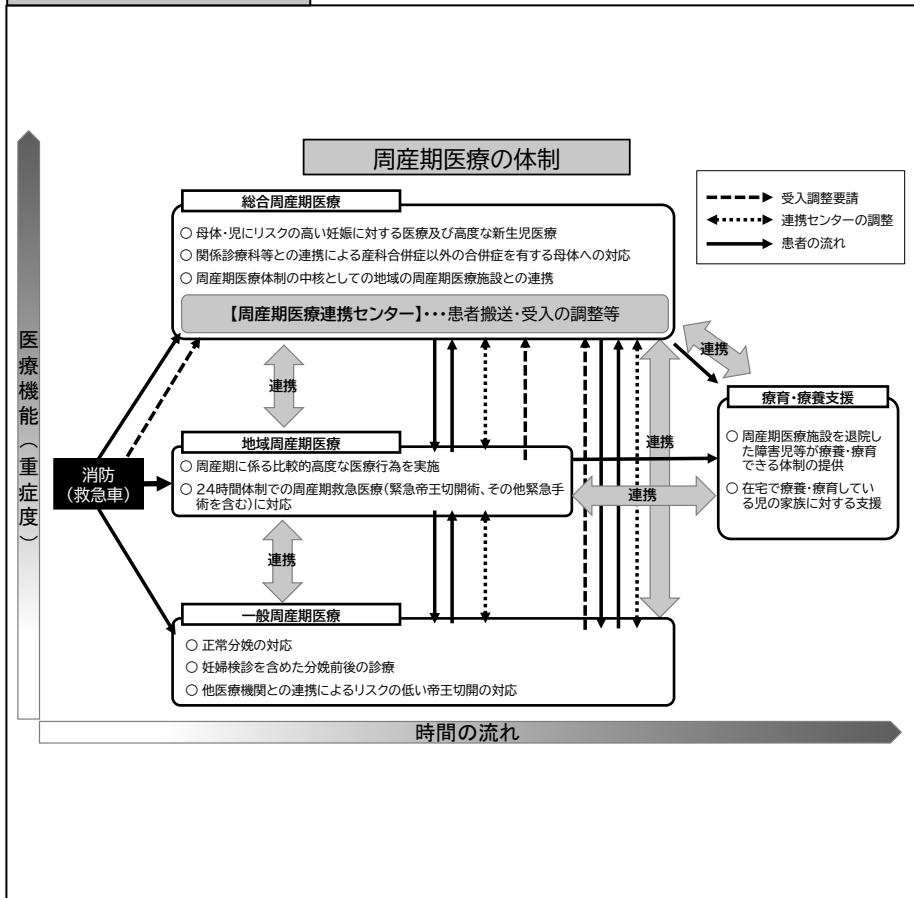 周産期医療の体制
受入調整要請
連携センターの調整
患者の流れ
総合周産期医療
○ 母体・児にリスクの高い妊娠に対する医療及び高度な新生児医療
○ 関係診療科等との連携による産科合併症以外の合併症を有する母体への対応
○ 周産期医療体制の中核としての地域の周産期医療施設との連携
【周産期医療連携センター】・・・患者搬送・受入の調整等
医療機能（重症度）
連携
連携
連携
療育・療養支援
○ 周産期医療施設を退院し
た障害児等が療養・療育
できる体制の提供
○ 在宅で療養・療育してい
る児の家族に対する支援
地域周産期医療
○ 周産期に係る比較的高度な医療行為を実施
○ 24時間体制での周産期救急医療(緊急帝王切開術、その他緊急手
術を含む)に対応
連携
消防
(救急車)
連携
一般周産期医療
○ 正常分娩の対応
○ 妊婦検診を含めた分娩前後の診療
○ 他医療機関との連携によるリスクの低い帝王切開の対応
時間の流れ